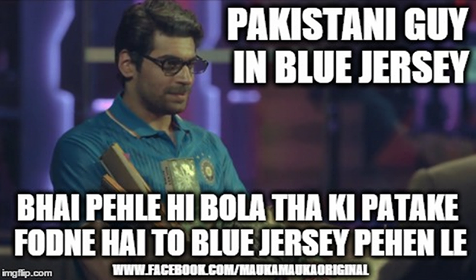 PAKISTANI GUY
IN BLUE JERSEY
BHAI PEHLE HI BOLA THA KI PATAKE
FODNE HAI TO BLUE JERSEY PEHEN LE
WWW.FACEBOOK.COM/MAUKAMAUKAORIGINAL
imgflip.com